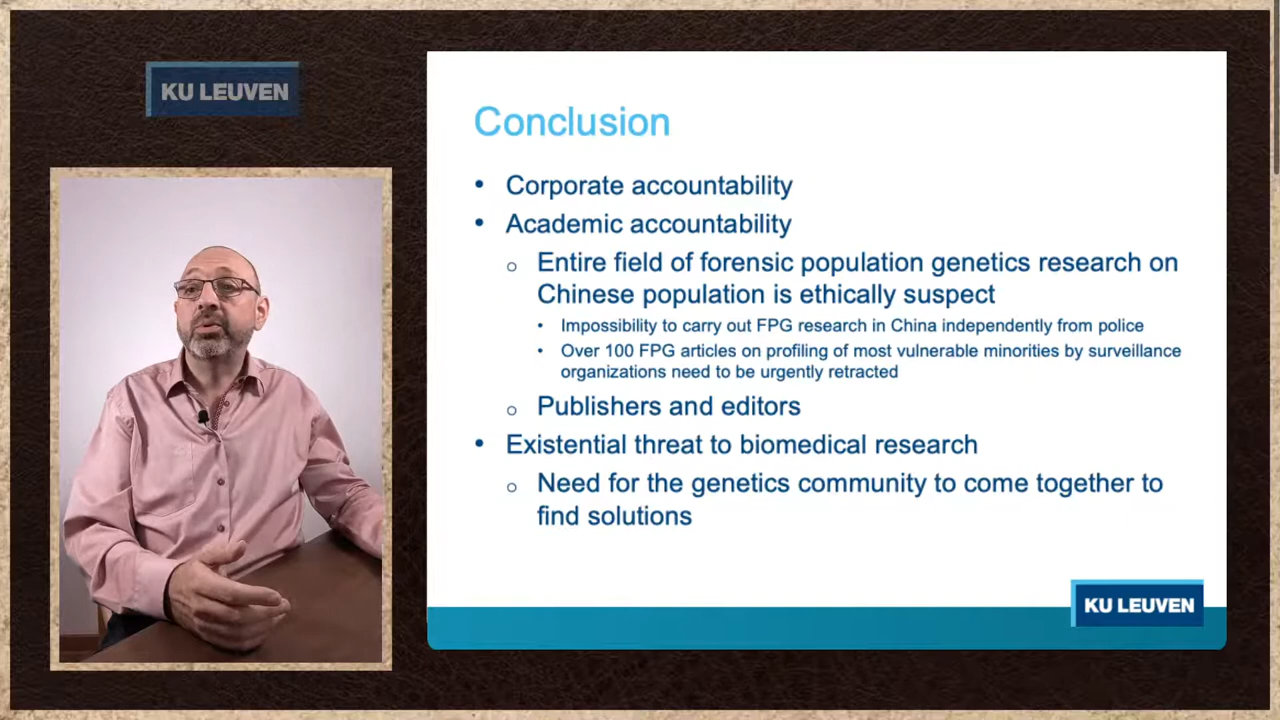 KU LEUVEN
Conclusion
• Corporate accountability
• Academic accountability
o Entire field of forensic population genetics research on
Chinese population is ethically suspect
• Impossibility to carry out FPG research in China independently from police
• Over 100 FPG articles on profiling of most vulnerable minorities by surveillance
organizations need to be urgently retracted
o Publishers and editors
• Existential threat to biomedical research
o Need for the genetics community to come together to
find solutions
KU LEUVEN